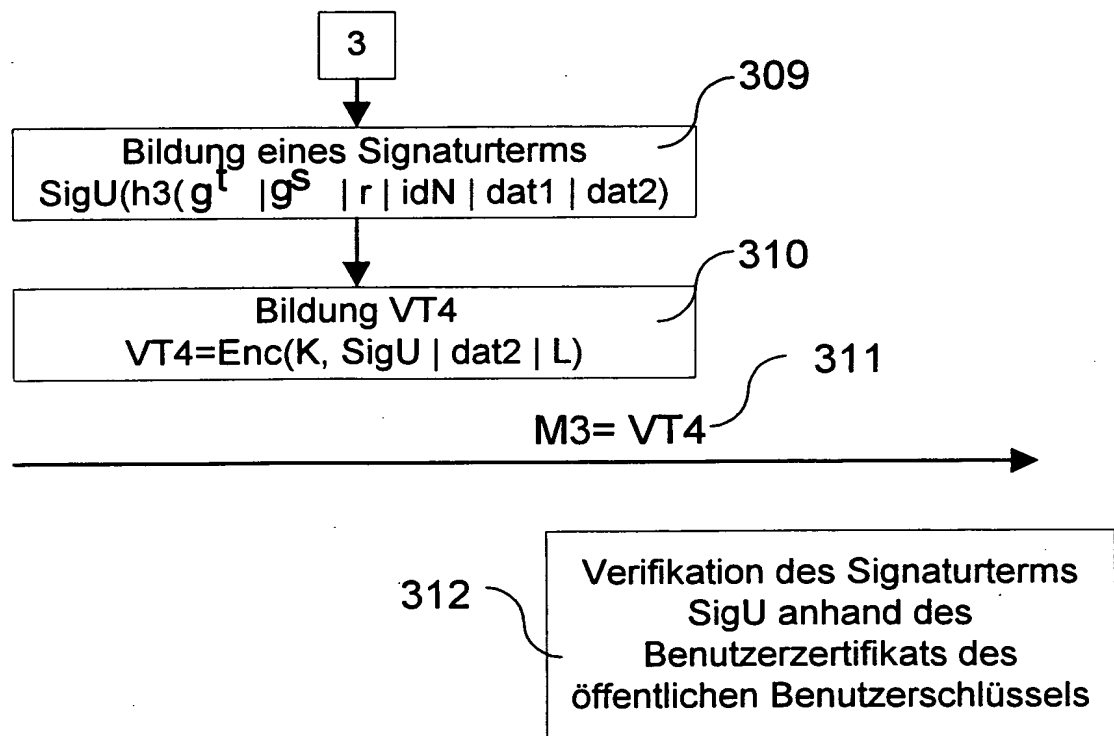 3
309
Bildung eines Signaturterms
SigU(h3( g^t | g^s | r | idN | dat1 | dat2)
310
Bildung VT4
VT4=Enc(K, SigU | dat2 | L)
311
M3= VT4
312
Verifikation des Signaturterms
SigU anhand des
Benutzerzertifikats des
öffentlichen Benutzerschlüssels